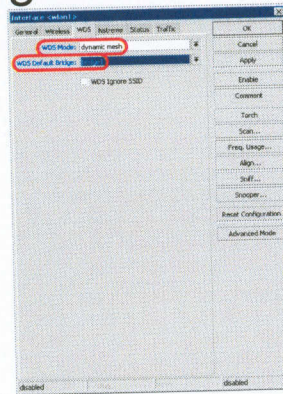 Interface <wlan1>
General Wireless WDS Nstreme Status Traffic
WDS Mode: dynamic mesh
WDS Default Bridge:
WDS Ignore SSID
OK
Cancel
Apply
Enable
Comment
Torch
Scan...
Freq. Usage...
Align...
Sniff...
Snooper...
Reset Configuration
Advanced Mode
disabled
disabled